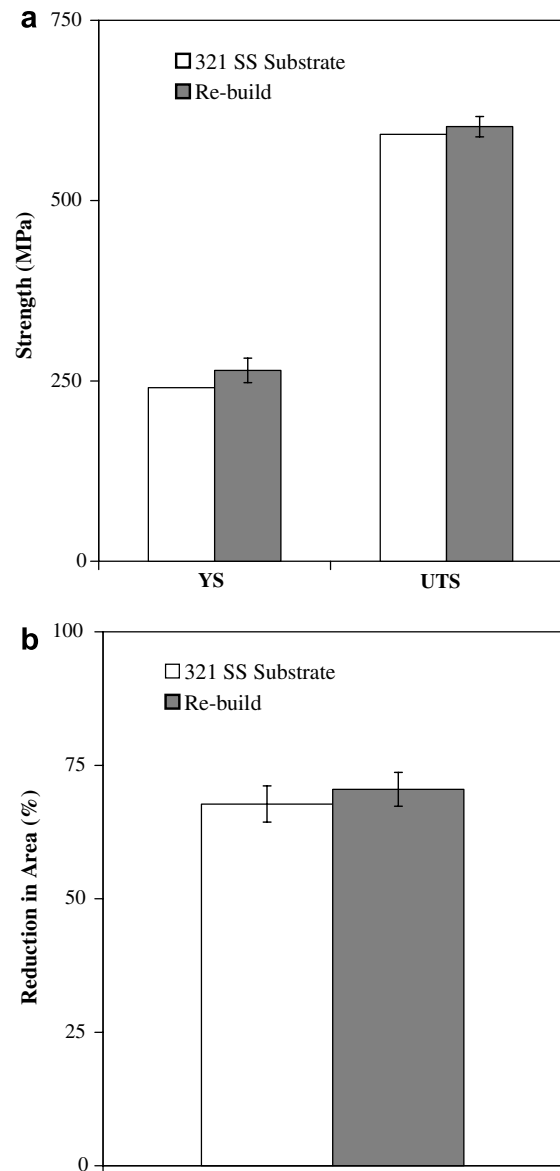 a
750
321 SS Substrate
Re-build
500
Strength (MPa)
250
0
YS UTS
b
100
321 SS Substrate
Re-build
75
Reduction in Area (%)
50
25
0